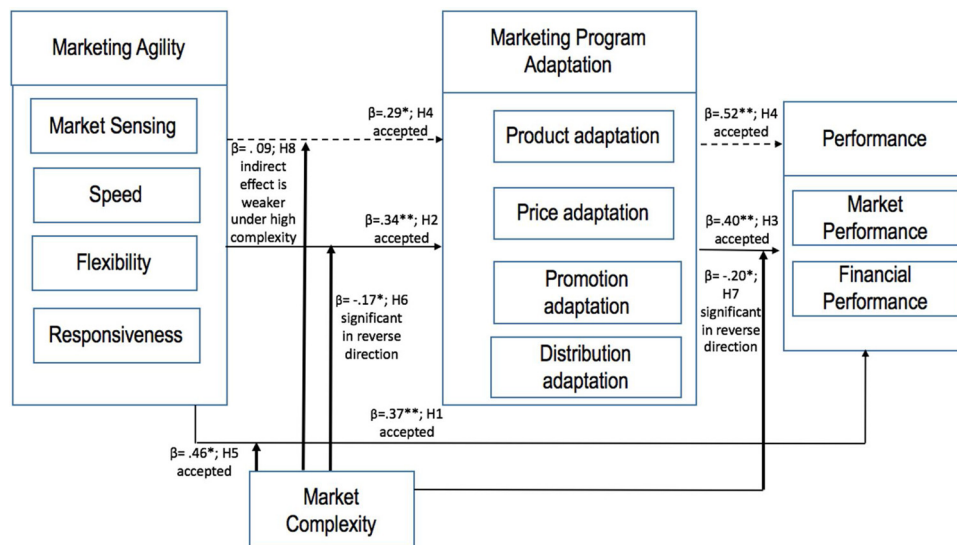 Marketing Agility
Market Sensing
Speed
Flexibility
Responsiveness
β=.29*; H4
accepted
β= . 09; H8
indirect
effect is
weaker
under high
complexity
β=.34**; H2
accepted
β= -.17*; H6
significant
in reverse
direction
Marketing Program
Adaptation
Product adaptation
Price adaptation
Promotion
adaptation
Distribution
adaptation
β=.52**; H4
accepted
β=.40**; H3
accepted
β= -.20*;
H7
significant
in reverse
direction
Performance
Market
Performance
Financial
Performance
β=.37**; H1
accepted
β= .46*; H5
accepted
Market
Complexity